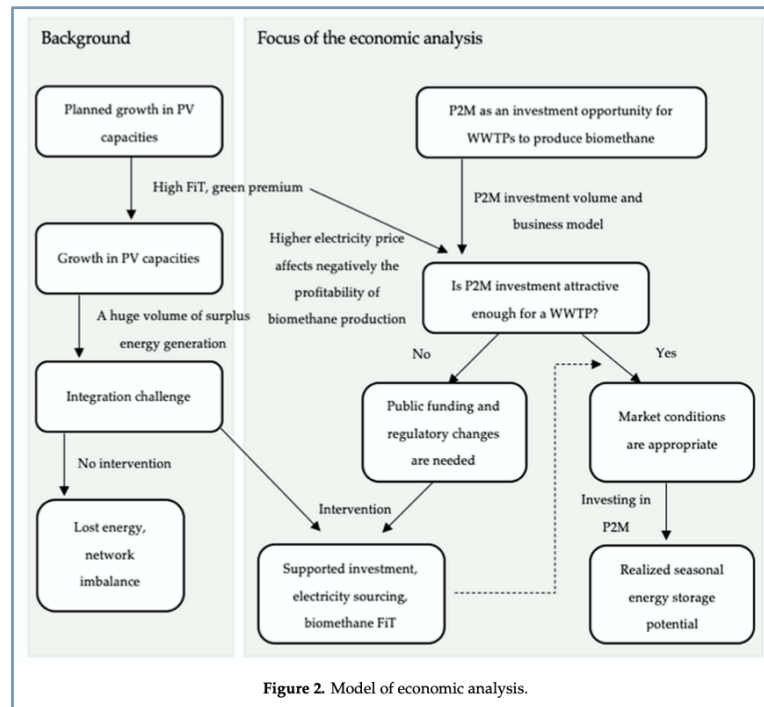 Background
Planned growth in PV
capacities
High FiT, green premium
Growth in PV capacities
A huge volume of surplus
energy generation
Integration challenge
No intervention
Lost energy,
network
imbalance
Focus of the economic analysis
P2M as an investment opportunity for
WWTPs to produce biomethane
P2M investment volume and
business model
Higher electricity price
affects negatively the
profitability of
biomethane production
Is P2M investment attractive
enough for a WWTP?
No
Yes
Public funding and
regulatory changes
are needed
Market conditions
are appropriate
Intervention
Investing in
P2M
Supported investment,
electricity sourcing,
biomethane FiT
Realized seasonal
energy storage
potential
Figure 2. Model of economic analysis.